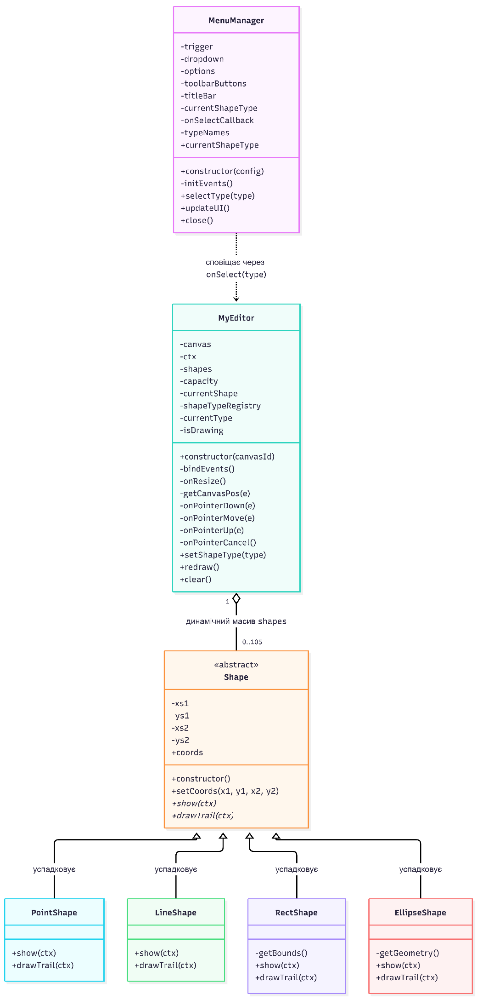 MenuManager
-trigger
-dropdown
-options
-toolbarButtons
-titleBar
-currentShapeType
-onSelectCallback
-typeNames
+currentShapeType
+constructor(config)
-initEvents()
+selectType(type)
+updateUI()
+close()
сповіщає через
onSelect(type)
MyEditor
-canvas
-ctx
-shapes
-capacity
-currentShape
-shapeTypeRegistry
-currentType
-isDrawing
+constructor(canvasId)
-bindEvents()
-onResize()
-getCanvasPos(e)
-onPointerDown(e)
-onPointerMove(e)
-onPointerUp(e)
-onPointerCancel()
+setShapeType(type)
+redraw()
+clear()
1
динамічний масив shapes
0..105
«abstract»
Shape
-xs1
-ys1
-xs2
-ys2
+coords
+constructor()
+setCoords(x1, y1, x2, y2)
+show(ctx)
+drawTrail(ctx)
успадковує
успадковує
успадковує
успадковує
PointShape
+show(ctx)
+drawTrail(ctx)
LineShape
+show(ctx)
+drawTrail(ctx)
RectShape
-getBounds()
+show(ctx)
+drawTrail(ctx)
EllipseShape
-getGeometry()
+show(ctx)
+drawTrail(ctx)